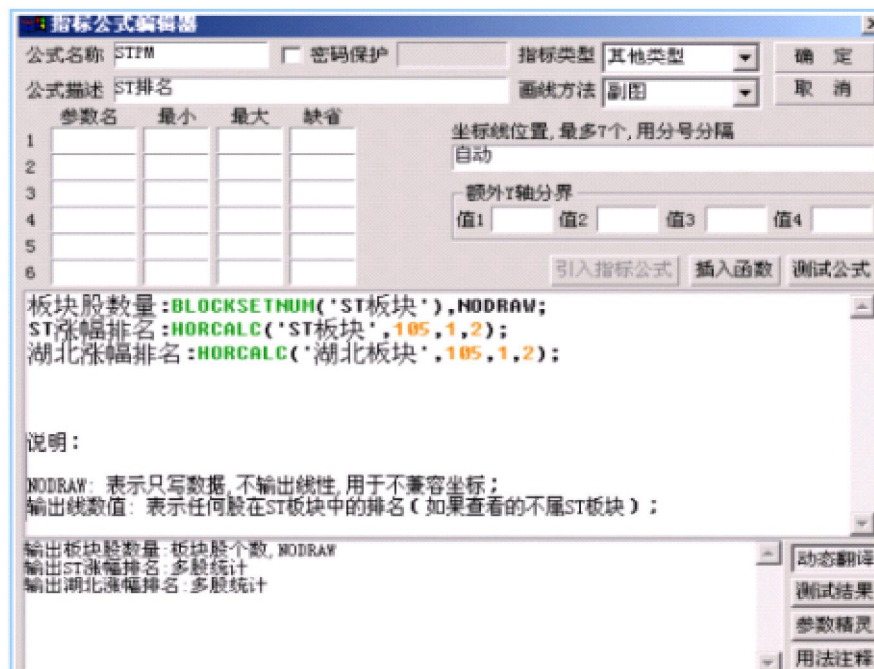 指标公式编辑器
公式名称 STPM 密码保护 指标类型 其他类型 确 定
公式描述 ST排名 画线方法 副图 取 消
参数名 最小 最大 缺省
坐标线位置,最多7个,用分号分隔
1
自动
2
3 额外Y轴分界
4 值1 值2 值3 值4
5
6 引入指标公式 插入函数 测试公式
板块股数量:BLOCKSETNUM('ST板块'),NODRAW;
ST涨幅排名:HORCALC('ST板块',105,1,2);
湖北涨幅排名:HORCALC('湖北板块',105,1,2);
说明:
NODRAW: 表示只写数据,不输出线性,用于不兼容坐标;
输出线数值: 表示任何股在ST板块中的排名(如果查看的不属ST板块);
输出板块股数量:板块股个数,NODRAW
输出ST涨幅排名:多股统计
输出湖北涨幅排名:多股统计
动态翻译
测试结果
参数精灵
用法注释